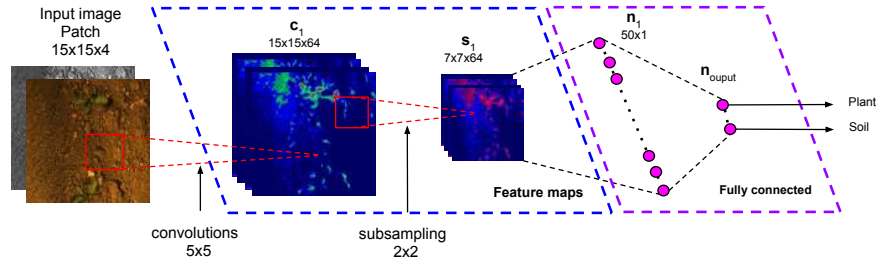 Input image
Patch
15x15x4
c1
15x15x64
s1
7x7x64
n1
50x1
nouput
Plant
Soil
Feature maps
Fully connected
convolutions
5x5
subsampling
2x2